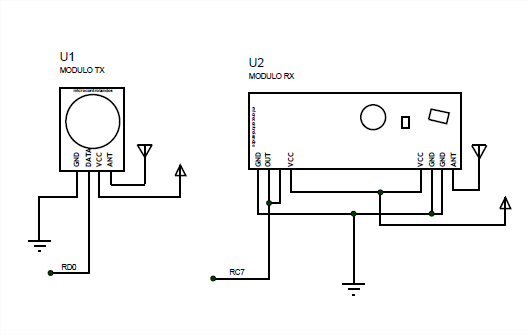 U1
MODULO TX
microcontrolandos
GND
DATA
VCC
ANT
RD0
U2
MODULO RX
GND
OUT
VCC
VCC
GND
GND
ANT
RC7